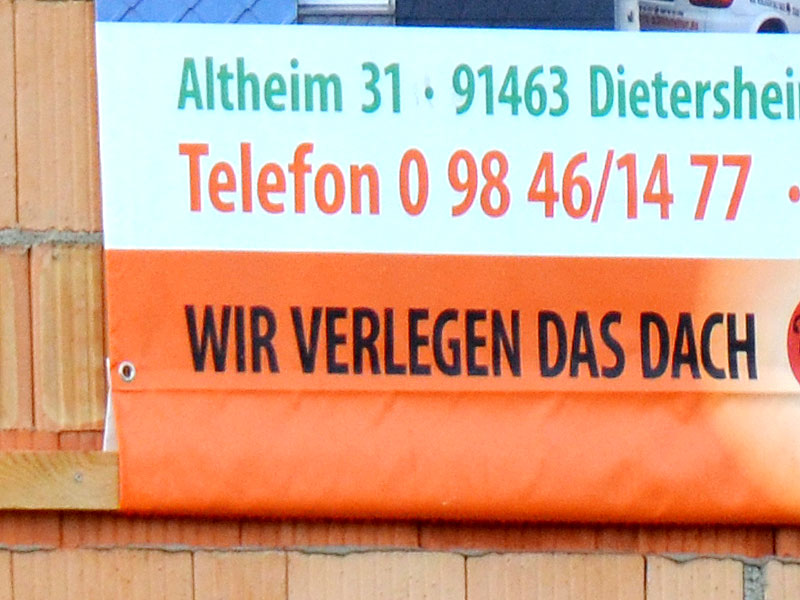 Altheim 31 · 91463 Dietershei
Telefon 0 98 46/14 77 ·
WIR VERLEGEN DAS DACH